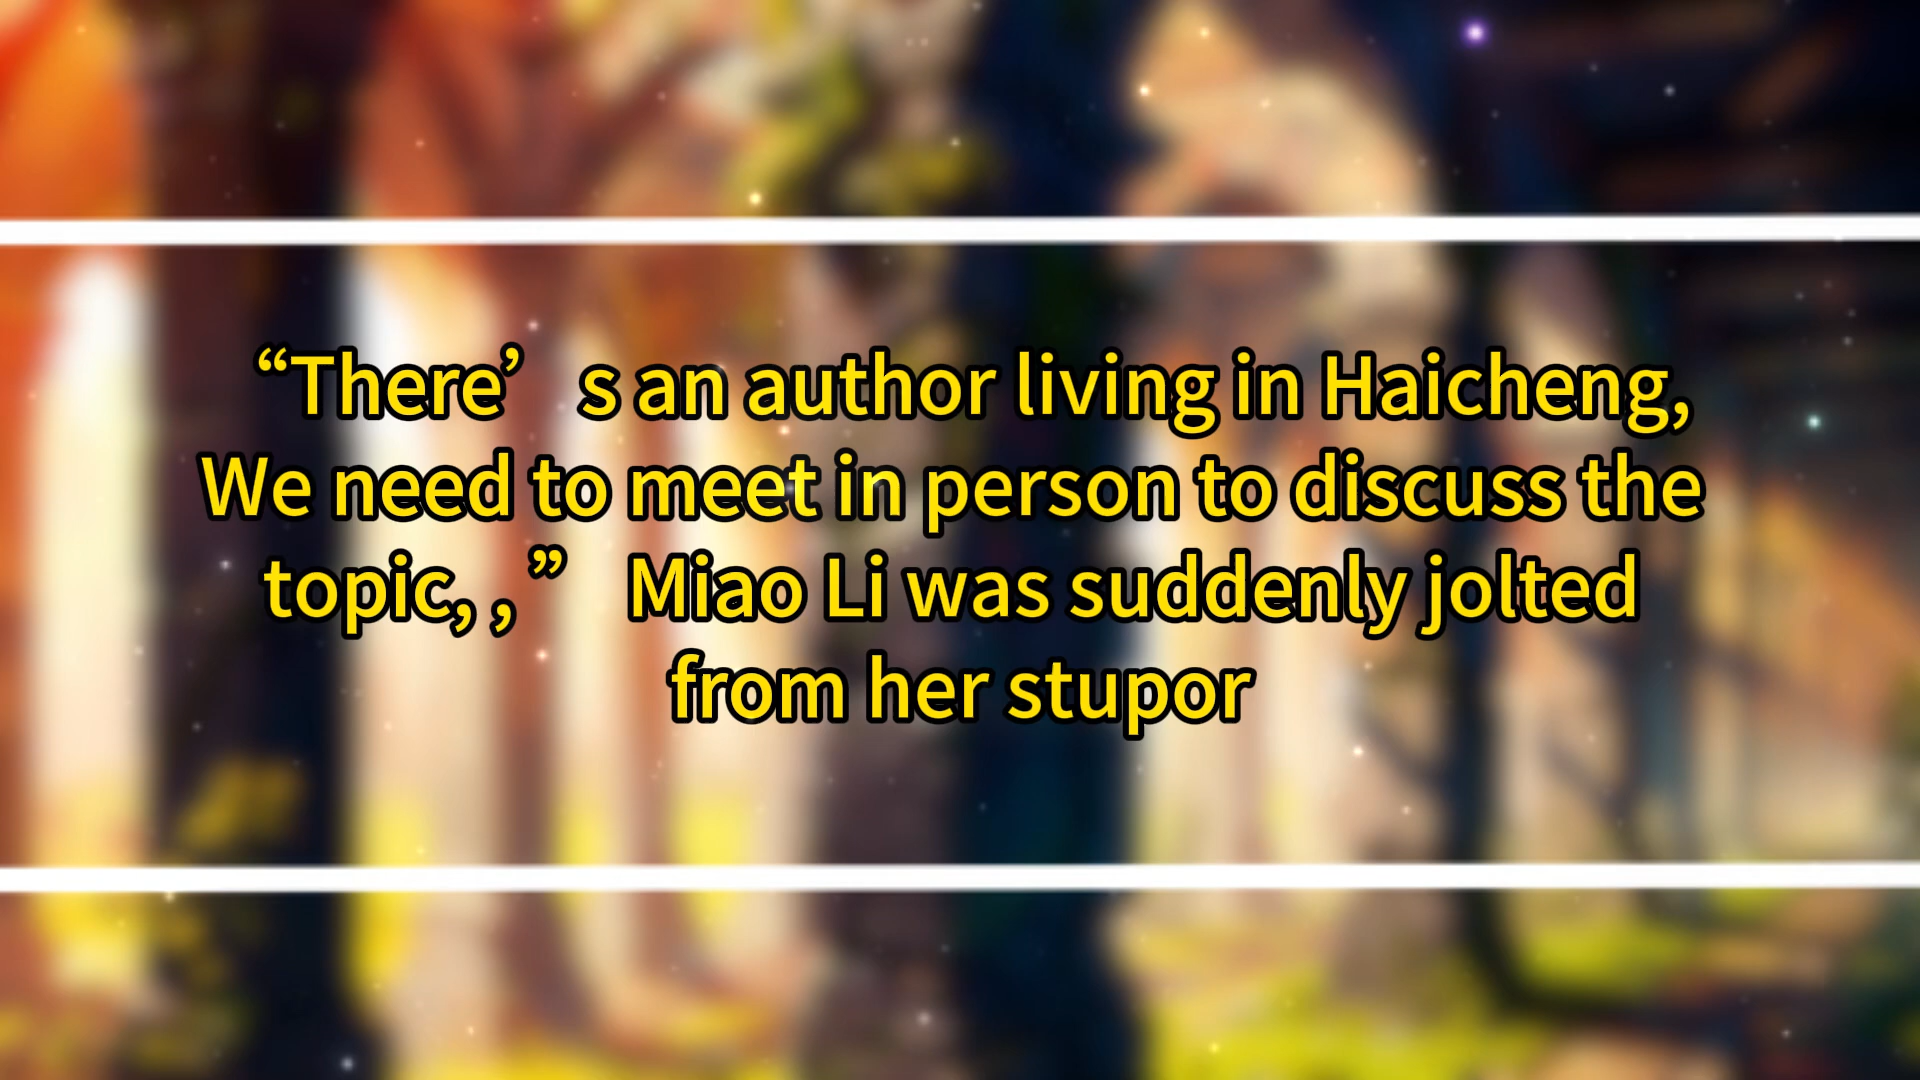 “There’ s an author living in Haicheng,
We need to meet in person to discuss the
topic, , ” Miao Li was suddenly jolted
from her stupor